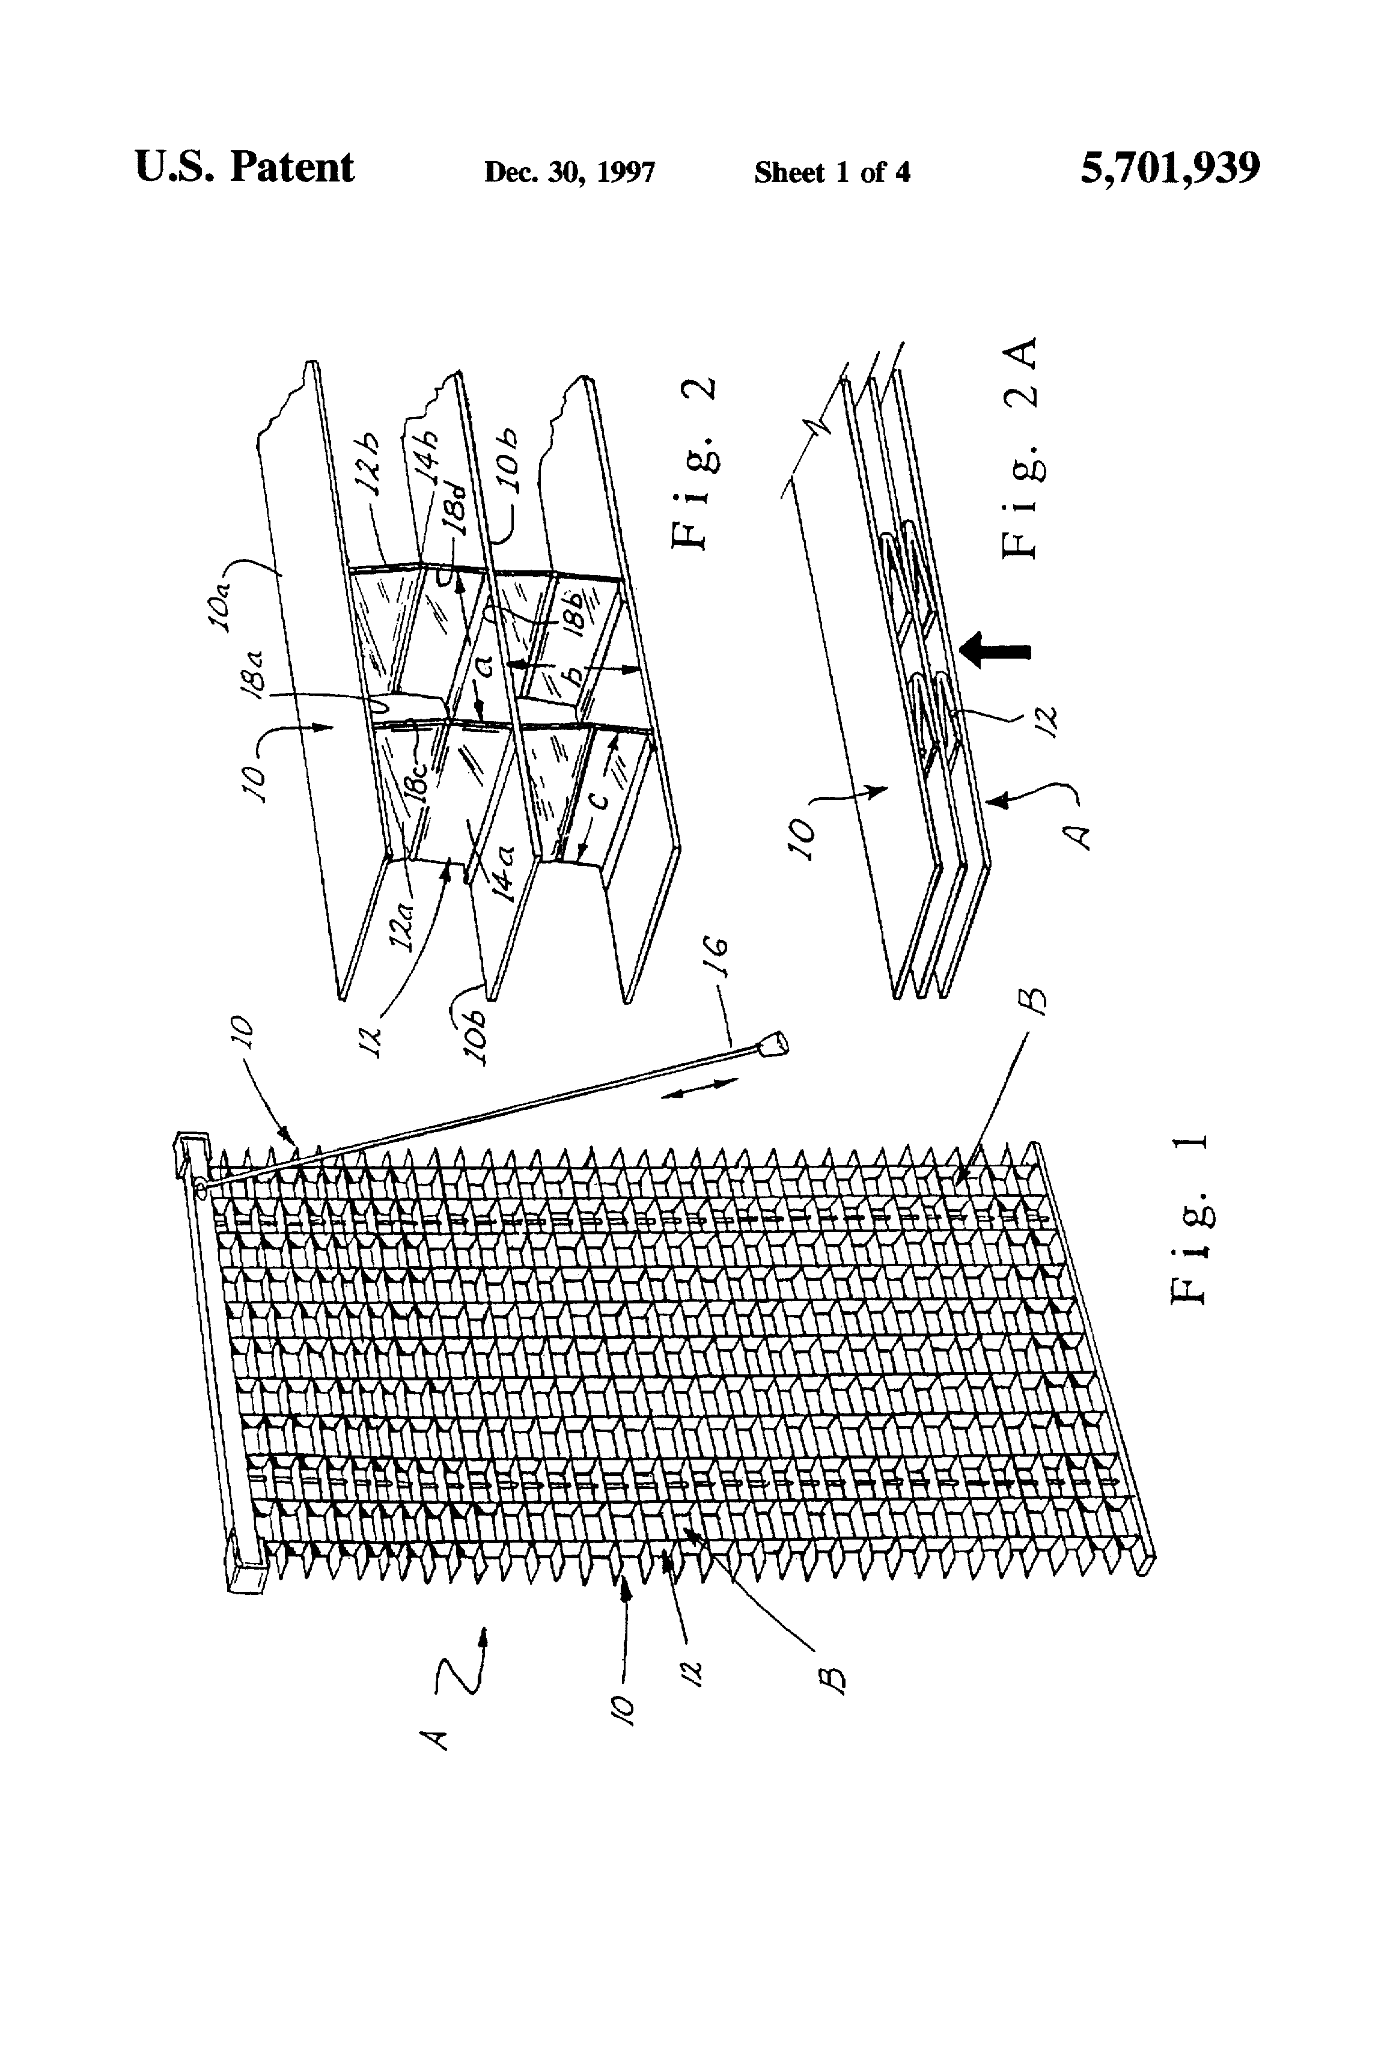 U.S. Patent Dec. 30, 1997 Sheet 1 of 4 5,701,939
10a
18a
10
12b
14b
18d
10b
18b
a
b
18c
c
14a
12a
12
10b
Fig. 2
10
12
A
Fig. 2A
10
16
B
A
10
12
B
Fig. 1